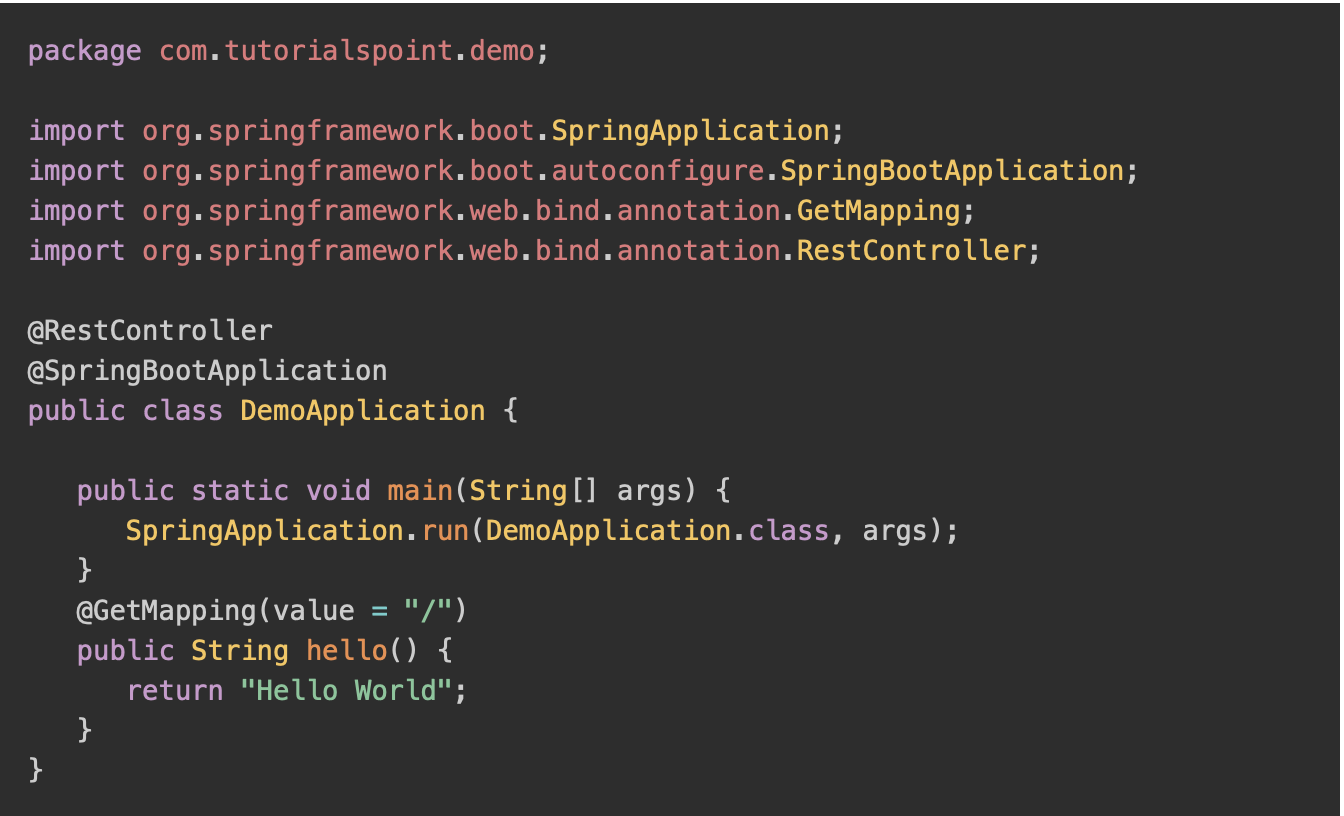 package com.tutorialspoint.demo;

import org.springframework.boot.SpringApplication;
import org.springframework.boot.autoconfigure.SpringBootApplication;
import org.springframework.web.bind.annotation.GetMapping;
import org.springframework.web.bind.annotation.RestController;

@RestController
@SpringBootApplication
public class DemoApplication {

   public static void main(String[] args) {
      SpringApplication.run(DemoApplication.class, args);
   }
   @GetMapping(value = "/")
   public String hello() {
      return "Hello World";
   }
}